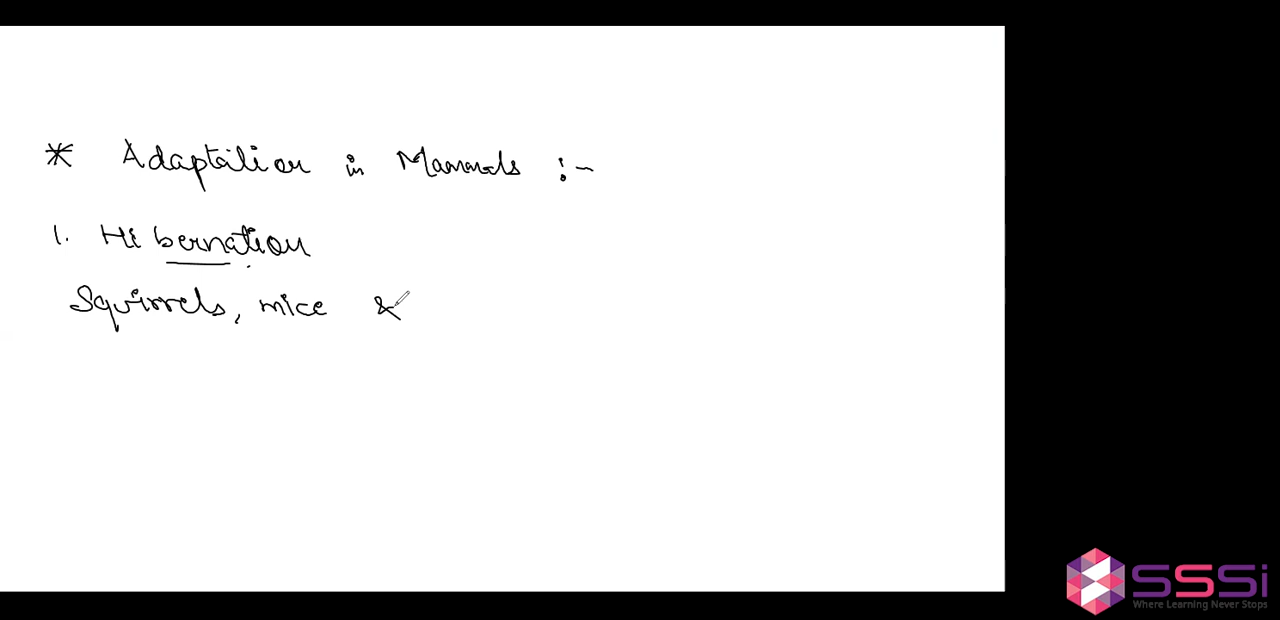 * Adaptation in Mammals :-
1. Hibernation
Squirrels, mice &
SSSi
Where Learning Never Stops